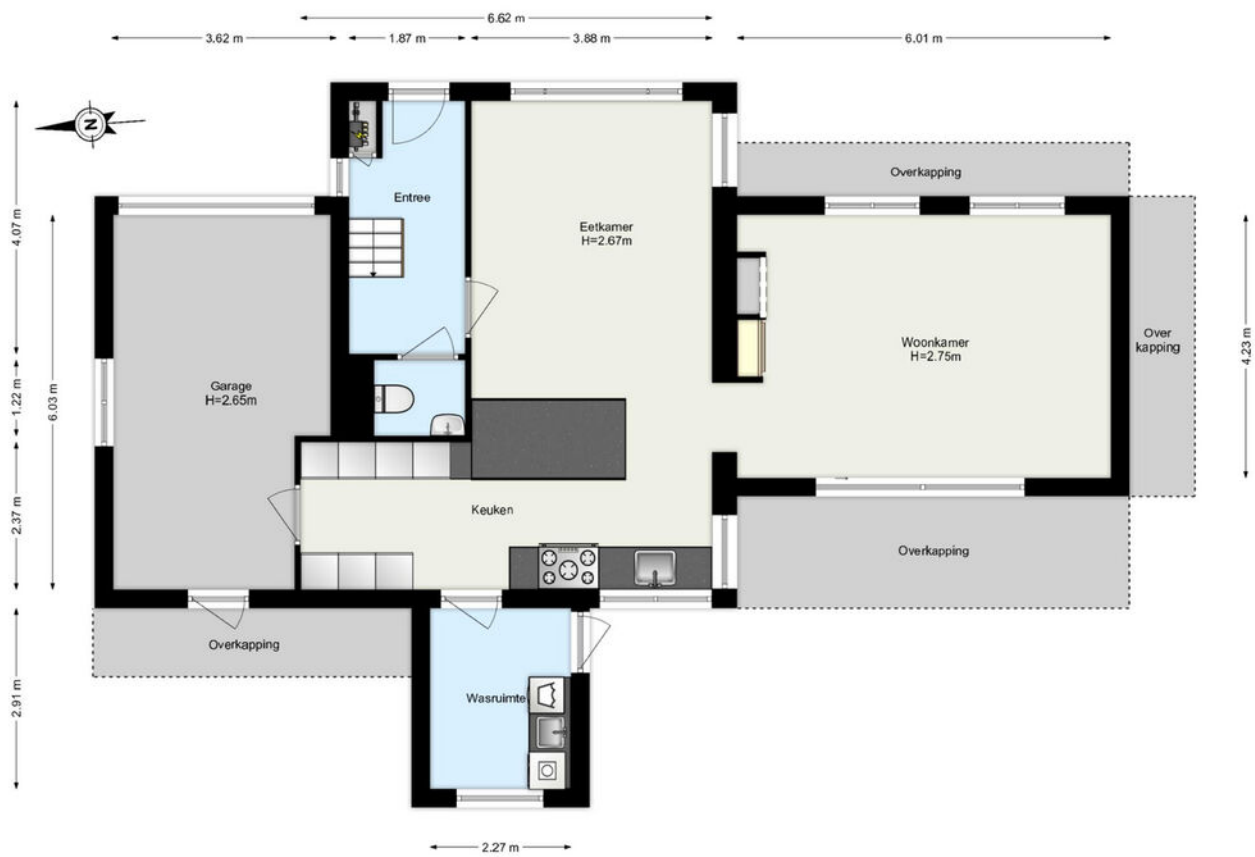 6.62 m
3.62 m
1.87 m
3.88 m
6.01 m
N
4.07 m
Overkapping
Entree
Eetkamer
H=2.67m
Woonkamer
H=2.75m
Over
kapping
4.23 m
Garage
H=2.65m
6.03 m
1.22 m
2.37 m
Keuken
Overkapping
Overkapping
Wasruimte
2.91 m
2.27 m